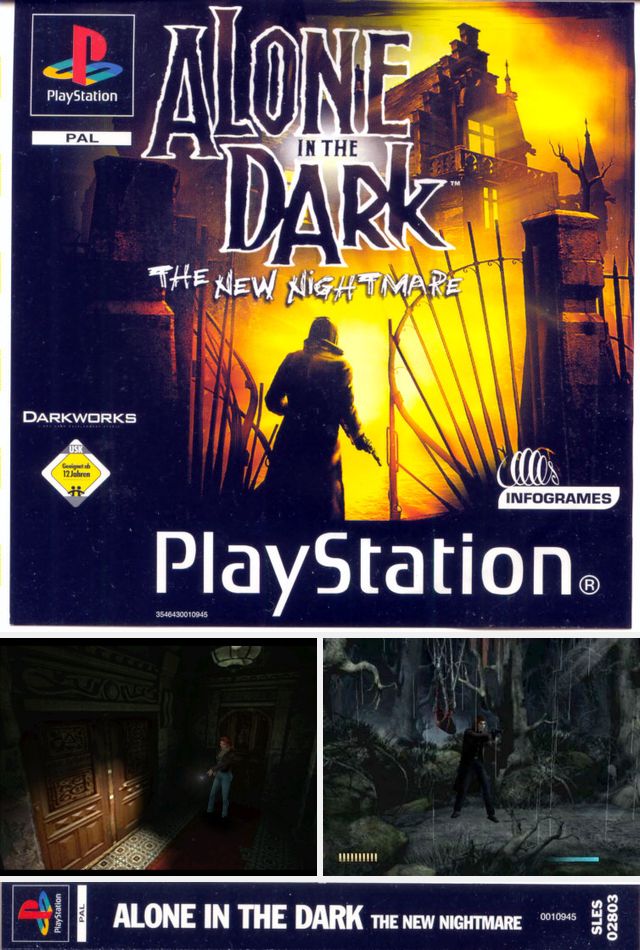 PlayStation
PAL
ALONE
IN THE
DARK™
THE NEW NIGHTMARE
DARKWORKS
USK
Geeignet ab
12 Jahren
INFOGRAMES
PlayStation®
3546430010945
PlayStation
PAL
ALONE IN THE DARK THE NEW NIGHTMARE
0010945
SLES
02803